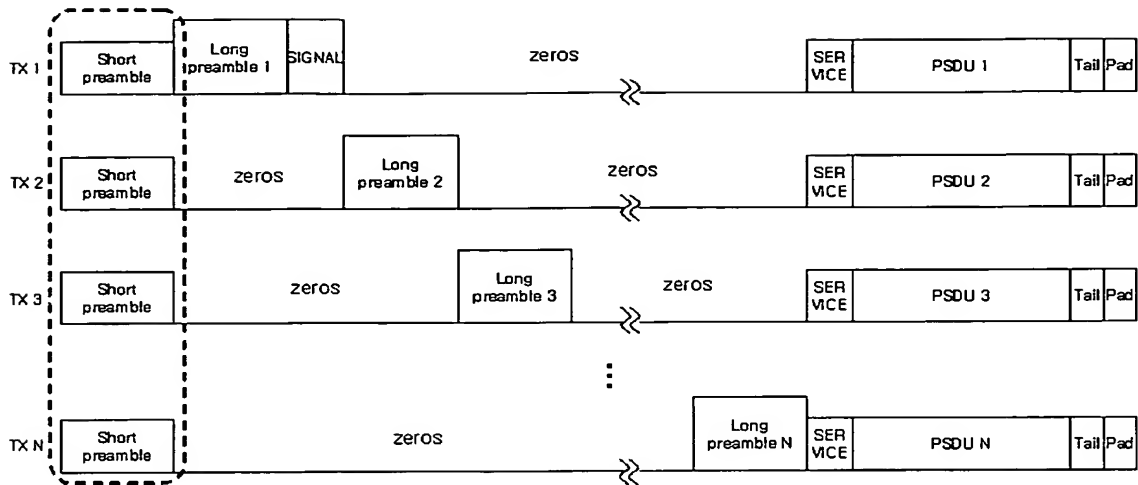 TX 1
Short
preamble
Long
preamble 1
SIGNAL
zeros
SER
VICE
PSDU 1
Tail
Pad
TX 2
Short
preamble
zeros
Long
preamble 2
zeros
SER
VICE
PSDU 2
Tail
Pad
TX 3
Short
preamble
zeros
Long
preamble 3
zeros
SER
VICE
PSDU 3
Tail
Pad
TX N
Short
preamble
zeros
Long
preamble N
SER
VICE
PSDU N
Tail
Pad